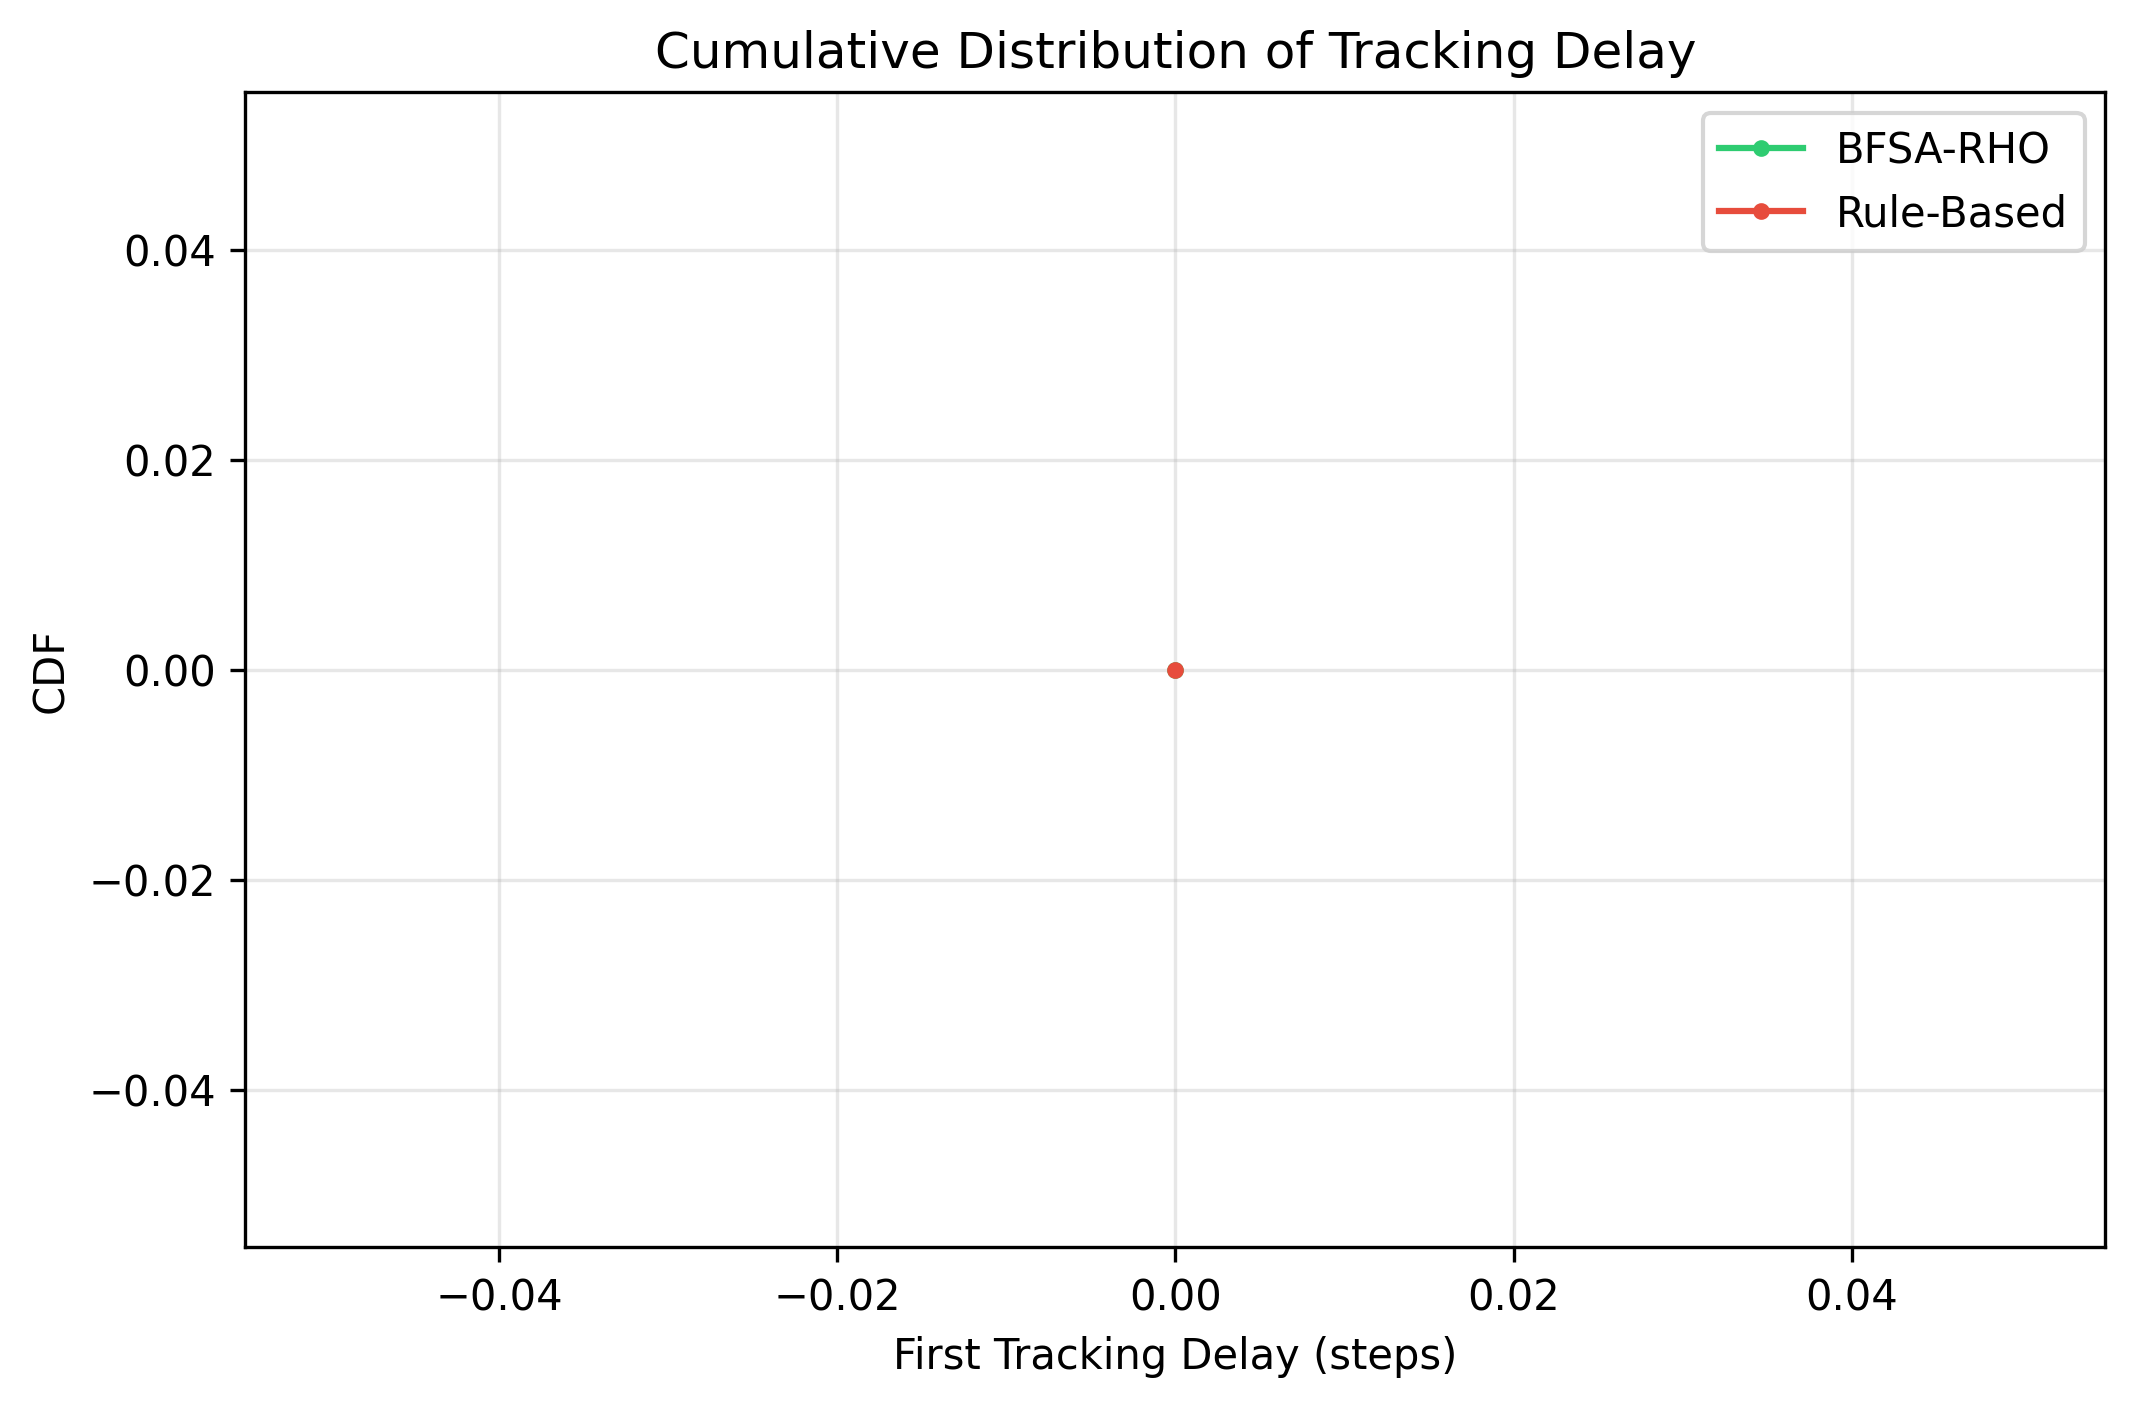 Cumulative Distribution of Tracking Delay
BFSA-RHO
Rule-Based
0.04
0.02
0.00
−0.02
−0.04
CDF
−0.04
−0.02
0.00
0.02
0.04
First Tracking Delay (steps)